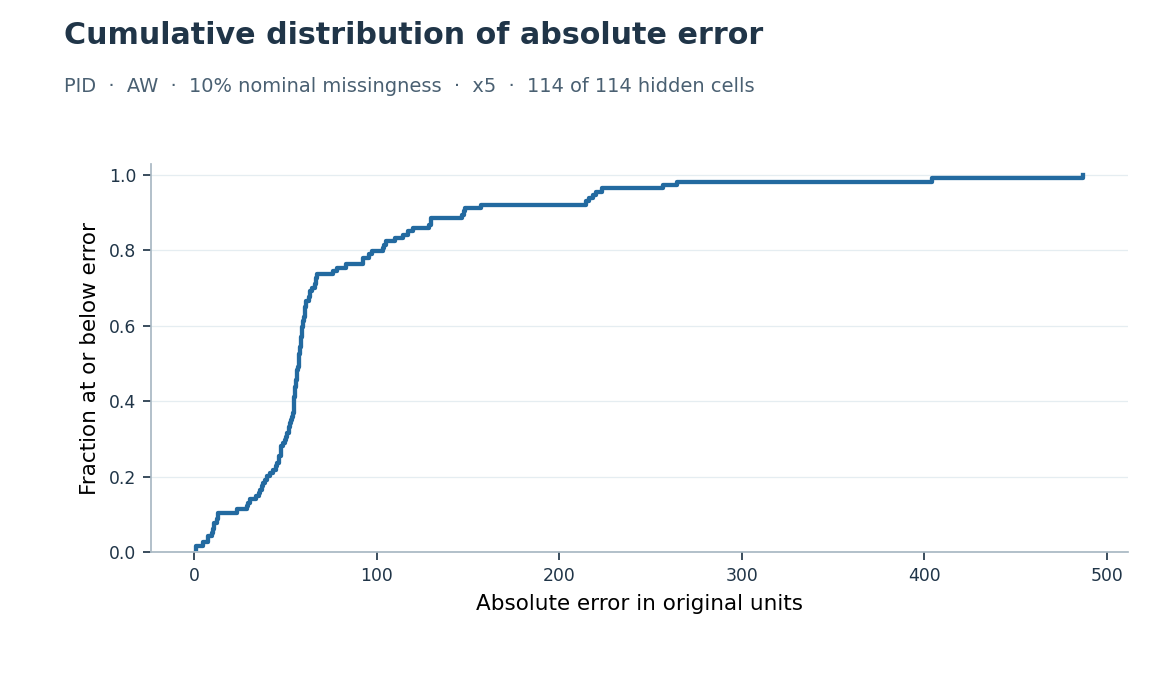 Cumulative distribution of absolute error
PID · AW · 10% nominal missingness · x5 · 114 of 114 hidden cells
Fraction at or below error
1.0
0.8
0.6
0.4
0.2
0.0
0 100 200 300 400 500
Absolute error in original units